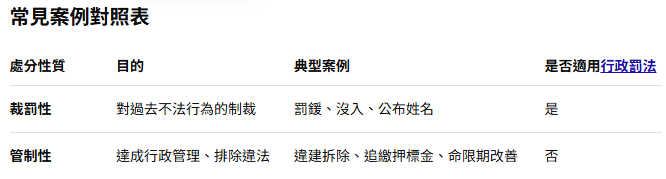 常見案例對照表
處分性質 目的 典型案例 是否適用行政罰法
裁罰性 對過去不法行為的制裁 罰鍰、沒入、公布姓名 是
管制性 達成行政管理、排除違法 違建拆除、追繳押標金、命限期改善 否